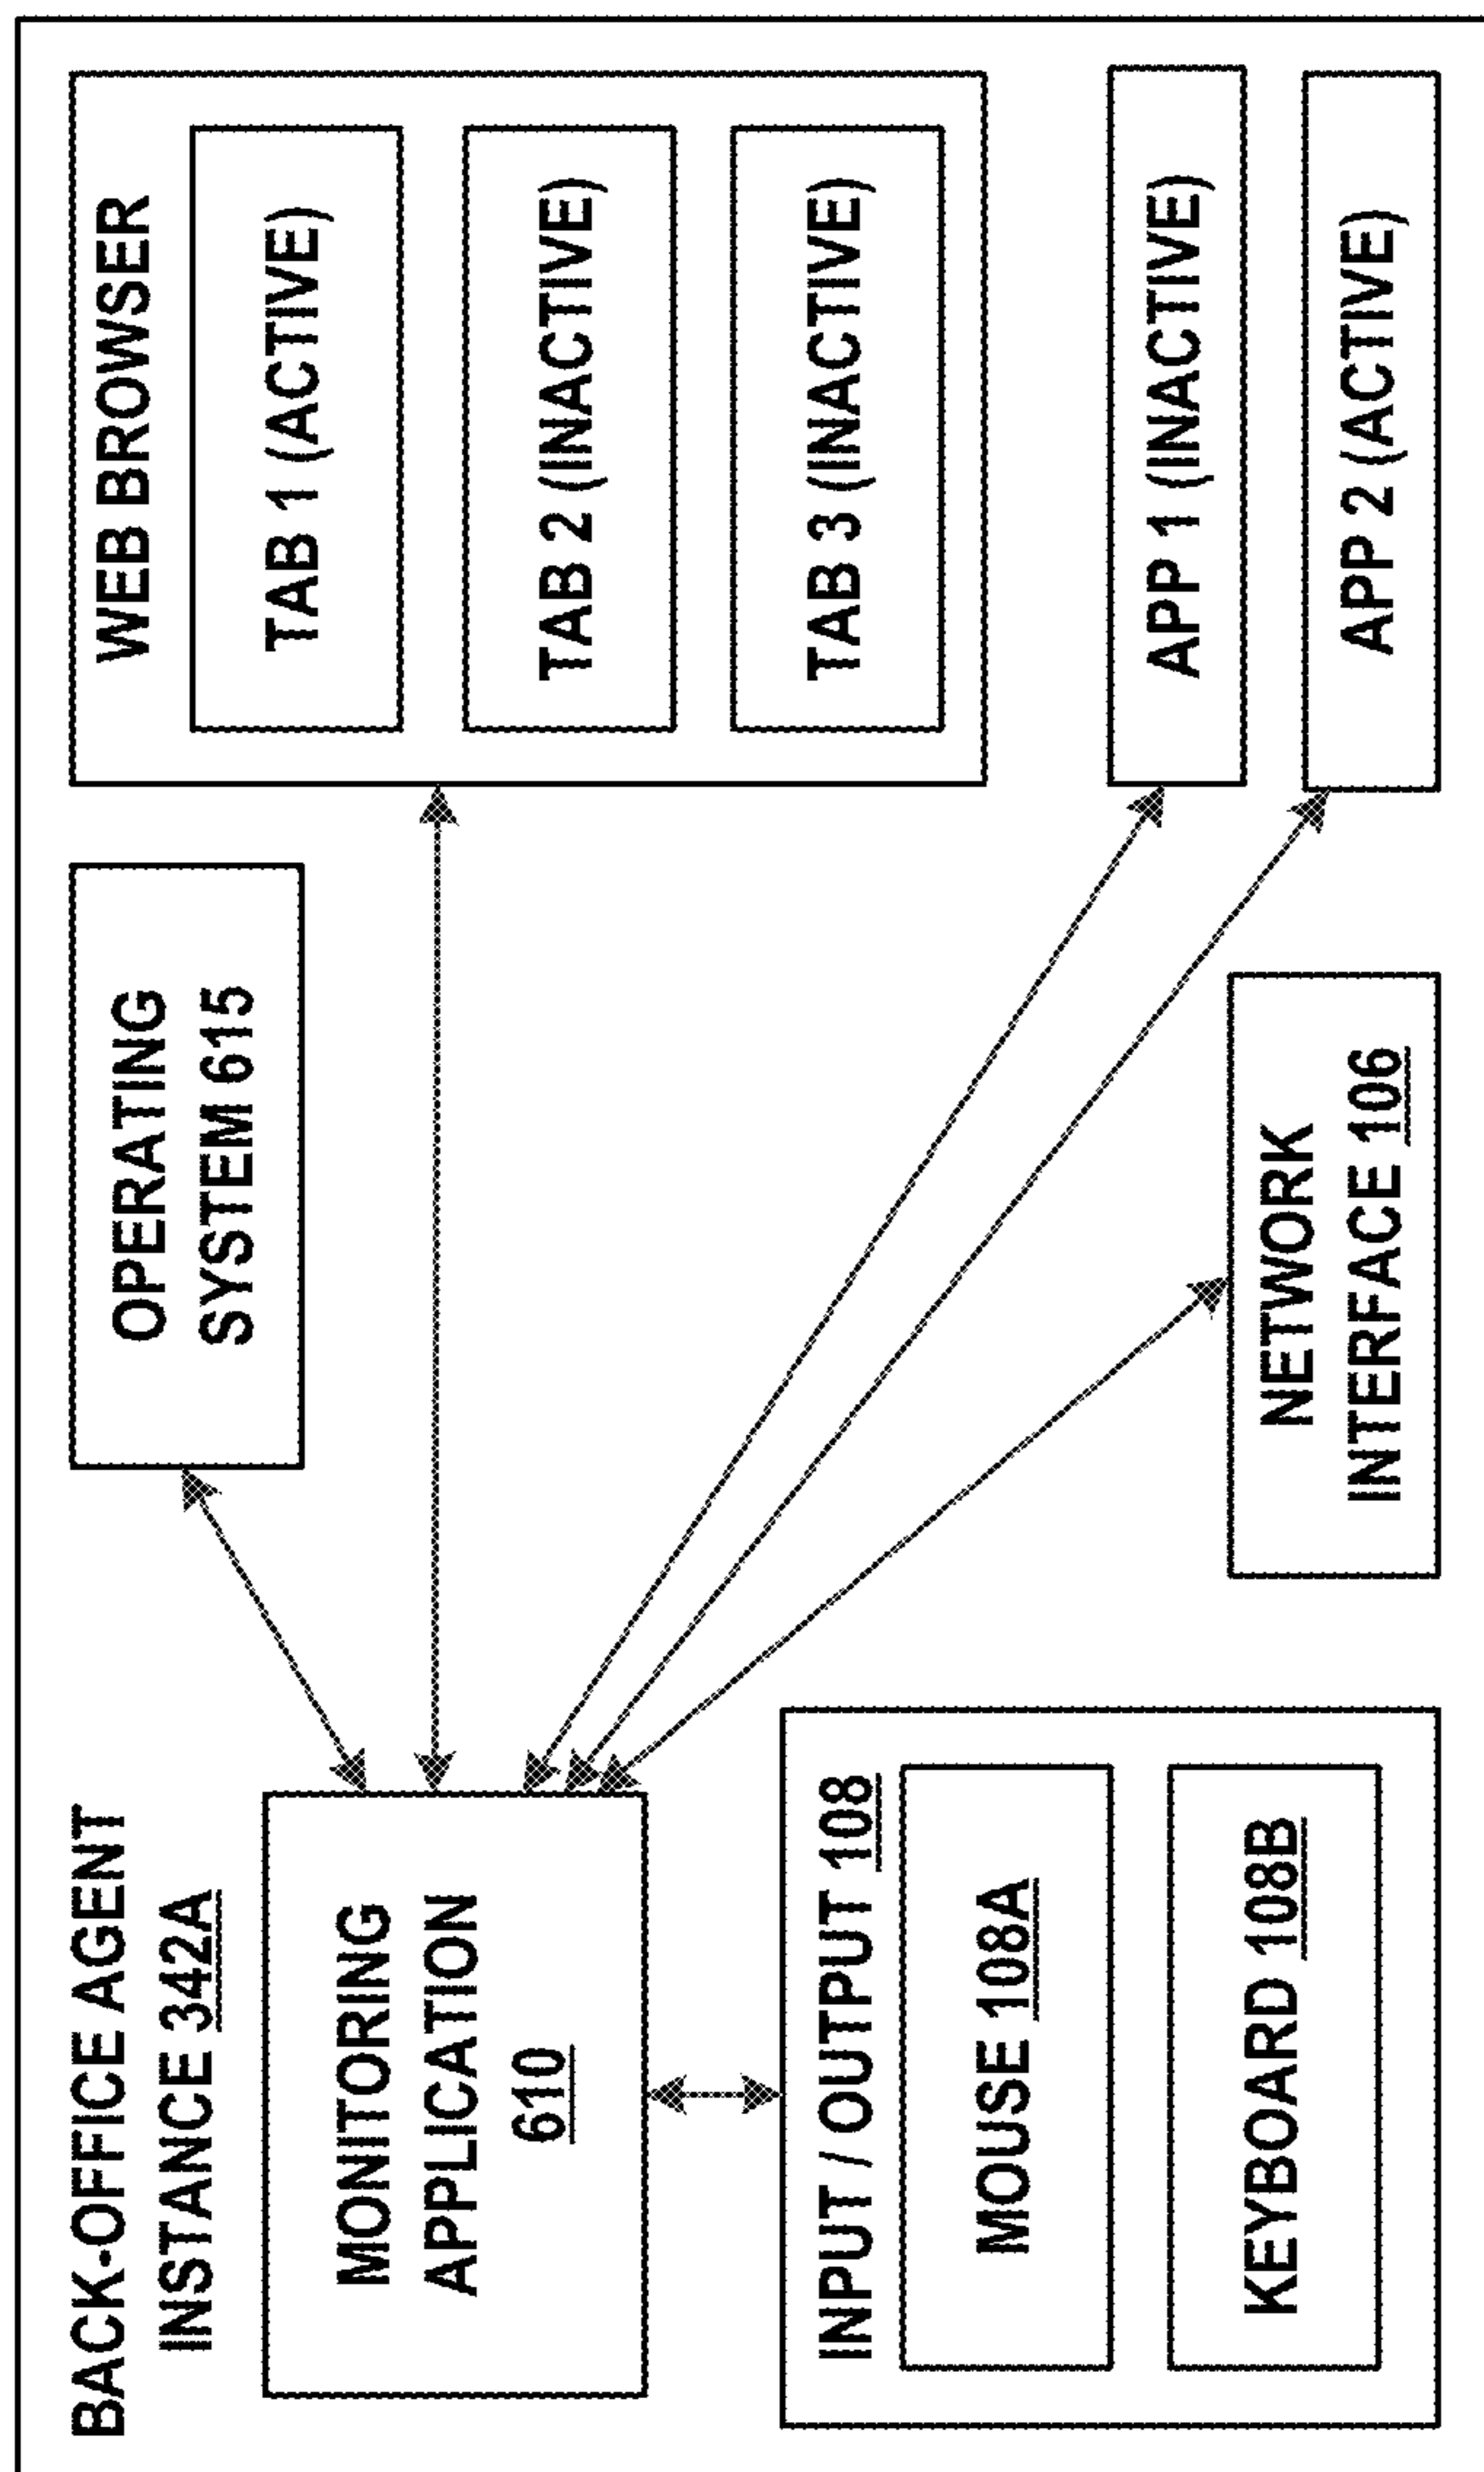 BACK-OFFICE AGENT
INSTANCE 342A
MONITORING
APPLICATION
610
INPUT / OUTPUT 108
MOUSE 108A
KEYBOARD 108B
OPERATING
SYSTEM 615
NETWORK
INTERFACE 106
WEB BROWSER
TAB 1 (ACTIVE)
TAB 2 (INACTIVE)
TAB 3 (INACTIVE)
APP 1 (INACTIVE)
APP 2 (ACTIVE)